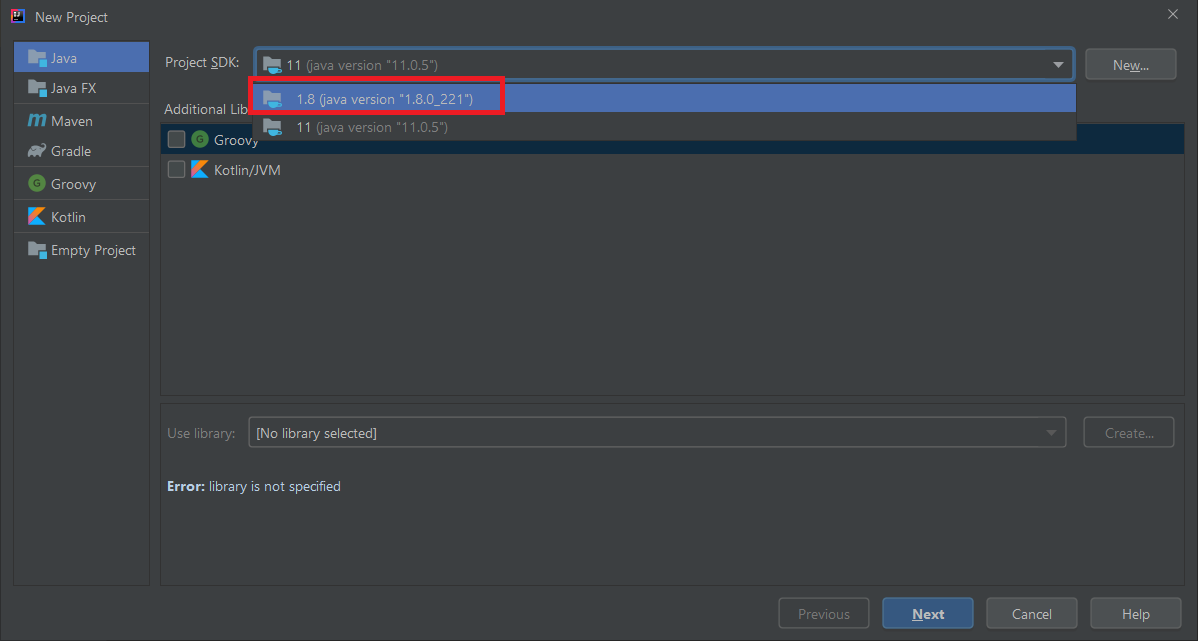 New Project
Java
Java FX
Maven
Gradle
Groovy
Kotlin
Empty Project
Project SDK: 11 (java version "11.0.5") New...
1.8 (java version "1.8.0_221")
11 (java version "11.0.5")
Additional Lib
Groovy
Kotlin/JVM
Use library: [No library selected] Create...
Error: library is not specified
Previous Next Cancel Help